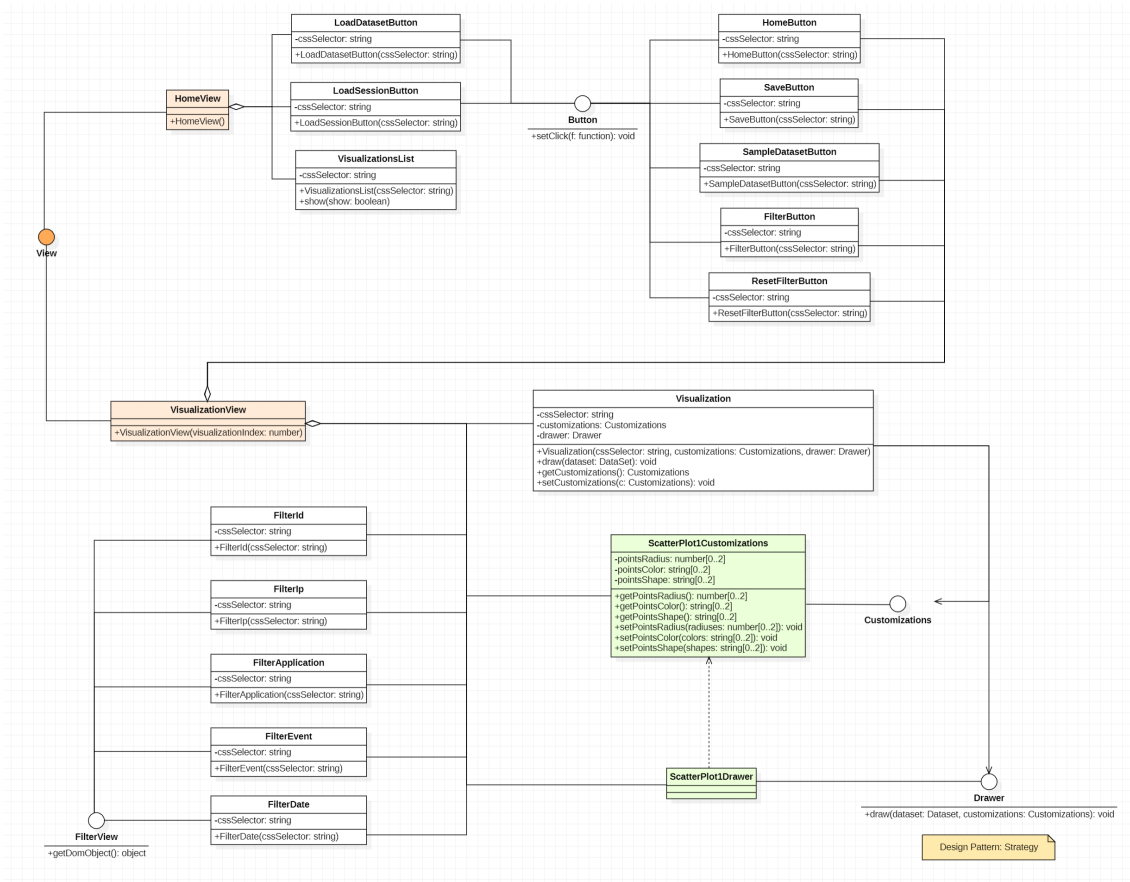 LoadDatasetButton
-cssSelector: string
+LoadDatasetButton(cssSelector: string)
HomeButton
-cssSelector: string
+HomeButton(cssSelector: string)
HomeView
+HomeView()
LoadSessionButton
-cssSelector: string
+LoadSessionButton(cssSelector: string)
Button
+setClick(f: function): void
SaveButton
-cssSelector: string
+SaveButton(cssSelector: string)
VisualizationsList
-cssSelector: string
+VisualizationsList(cssSelector: string)
+show(show: boolean)
SampleDatasetButton
-cssSelector: string
+SampleDatasetButton(cssSelector: string)
FilterButton
-cssSelector: string
+FilterButton(cssSelector: string)
View
ResetFilterButton
-cssSelector: string
+ResetFilterButton(cssSelector: string)
VisualizationView
+VisualizationView(visualizationIndex: number)
Visualization
-cssSelector: string
-customizations: Customizations
-drawer: Drawer
+Visualization(cssSelector: string, customizations: Customizations, drawer: Drawer)
+draw(dataset: DataSet): void
+getCustomizations(): Customizations
+setCustomizations(c: Customizations): void
FilterId
-cssSelector: string
+FilterId(cssSelector: string)
ScatterPlot1Customizations
-pointsRadius: number[0..2]
-pointsColor: string[0..2]
-pointsShape: string[0..2]
+getPointsRadius(): number[0..2]
+getPointsColor(): string[0..2]
+getPointsShape(): string[0..2]
+setPointsRadius(radiuses: number[0..2]): void
+setPointsColor(colors: string[0..2]): void
+setPointsShape(shapes: string[0..2]): void
Customizations
FilterIp
-cssSelector: string
+FilterIp(cssSelector: string)
FilterApplication
-cssSelector: string
+FilterApplication(cssSelector: string)
FilterEvent
-cssSelector: string
+FilterEvent(cssSelector: string)
ScatterPlot1Drawer
Drawer
+draw(dataset: Dataset, customizations: Customizations): void
FilterDate
-cssSelector: string
+FilterDate(cssSelector: string)
FilterView
+getDomObject(): object
Design Pattern: Strategy